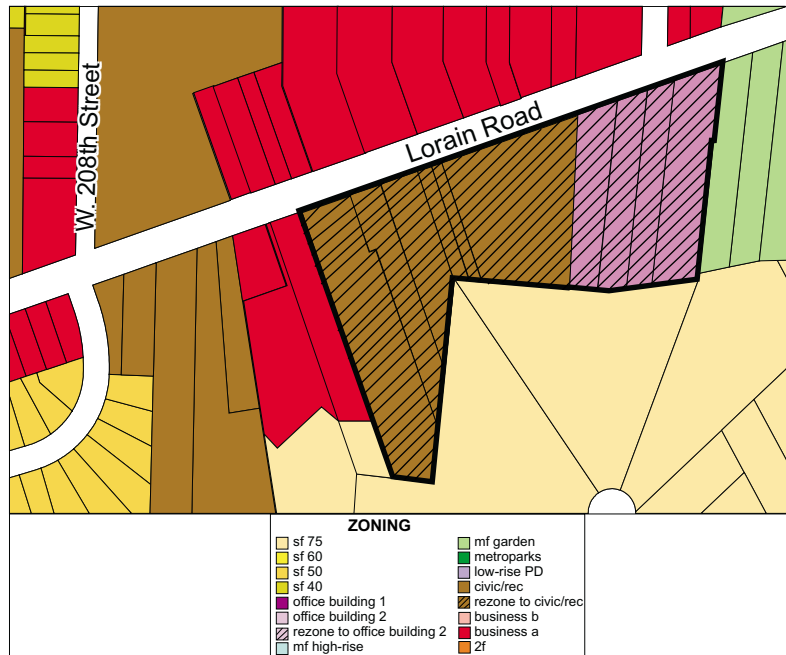 W. 208th Street
Lorain Road
ZONING
sf 75
sf 60
sf 50
sf 40
office building 1
office building 2
rezone to office building 2
mf high-rise
mf garden
metroparks
low-rise PD
civic/rec
rezone to civic/rec
business b
business a
2f